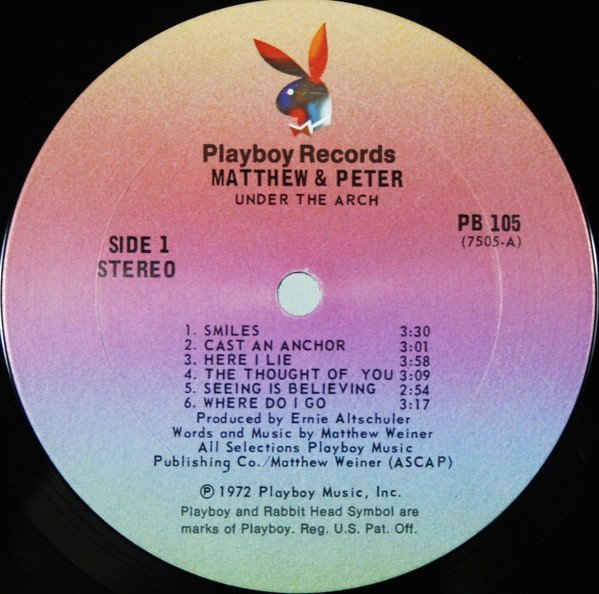 Playboy Records
MATTHEW & PETER
UNDER THE ARCH
PB 105
(7505-A)
SIDE 1
STEREO
1. SMILES 3:30
2. CAST AN ANCHOR 3:01
3. HERE I LIE 3:58
4. THE THOUGHT OF YOU 3:09
5. SEEING IS BELIEVING 2:54
6. WHERE DO I GO 3:17
Produced by Ernie Altschuler
Words and Music by Matthew Weiner
All Selections Playboy Music
Publishing Co./Matthew Weiner (ASCAP)
℗ 1972 Playboy Music, Inc.
Playboy and Rabbit Head Symbol are
marks of Playboy. Reg. U.S. Pat. Off.